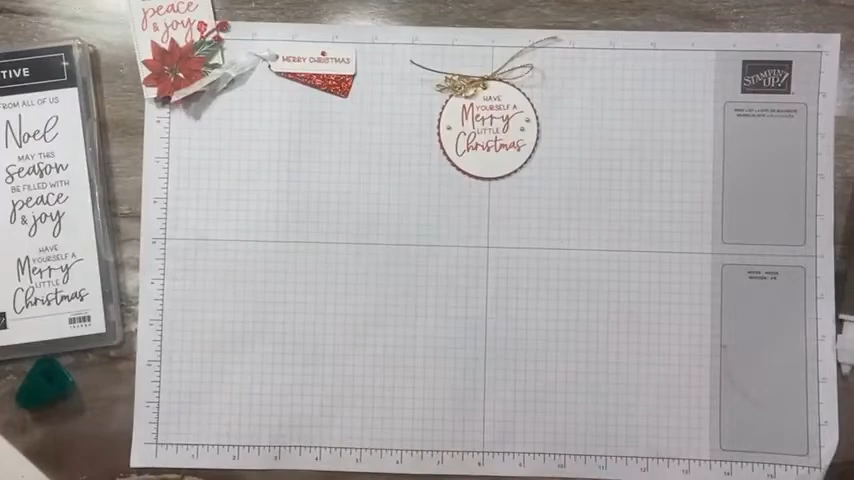 peace
& joy
MERRY CHRISTMAS
HAVE
YOURSELF A
Merry
LITTLE
Christmas
STAMPIN' UP!
TIVE
FROM ALL OF US
Noel
MAY THIS
season
BE FILLED WITH
peace
& joy
HAVE
YOURSELF A
Merry
LITTLE
Christmas